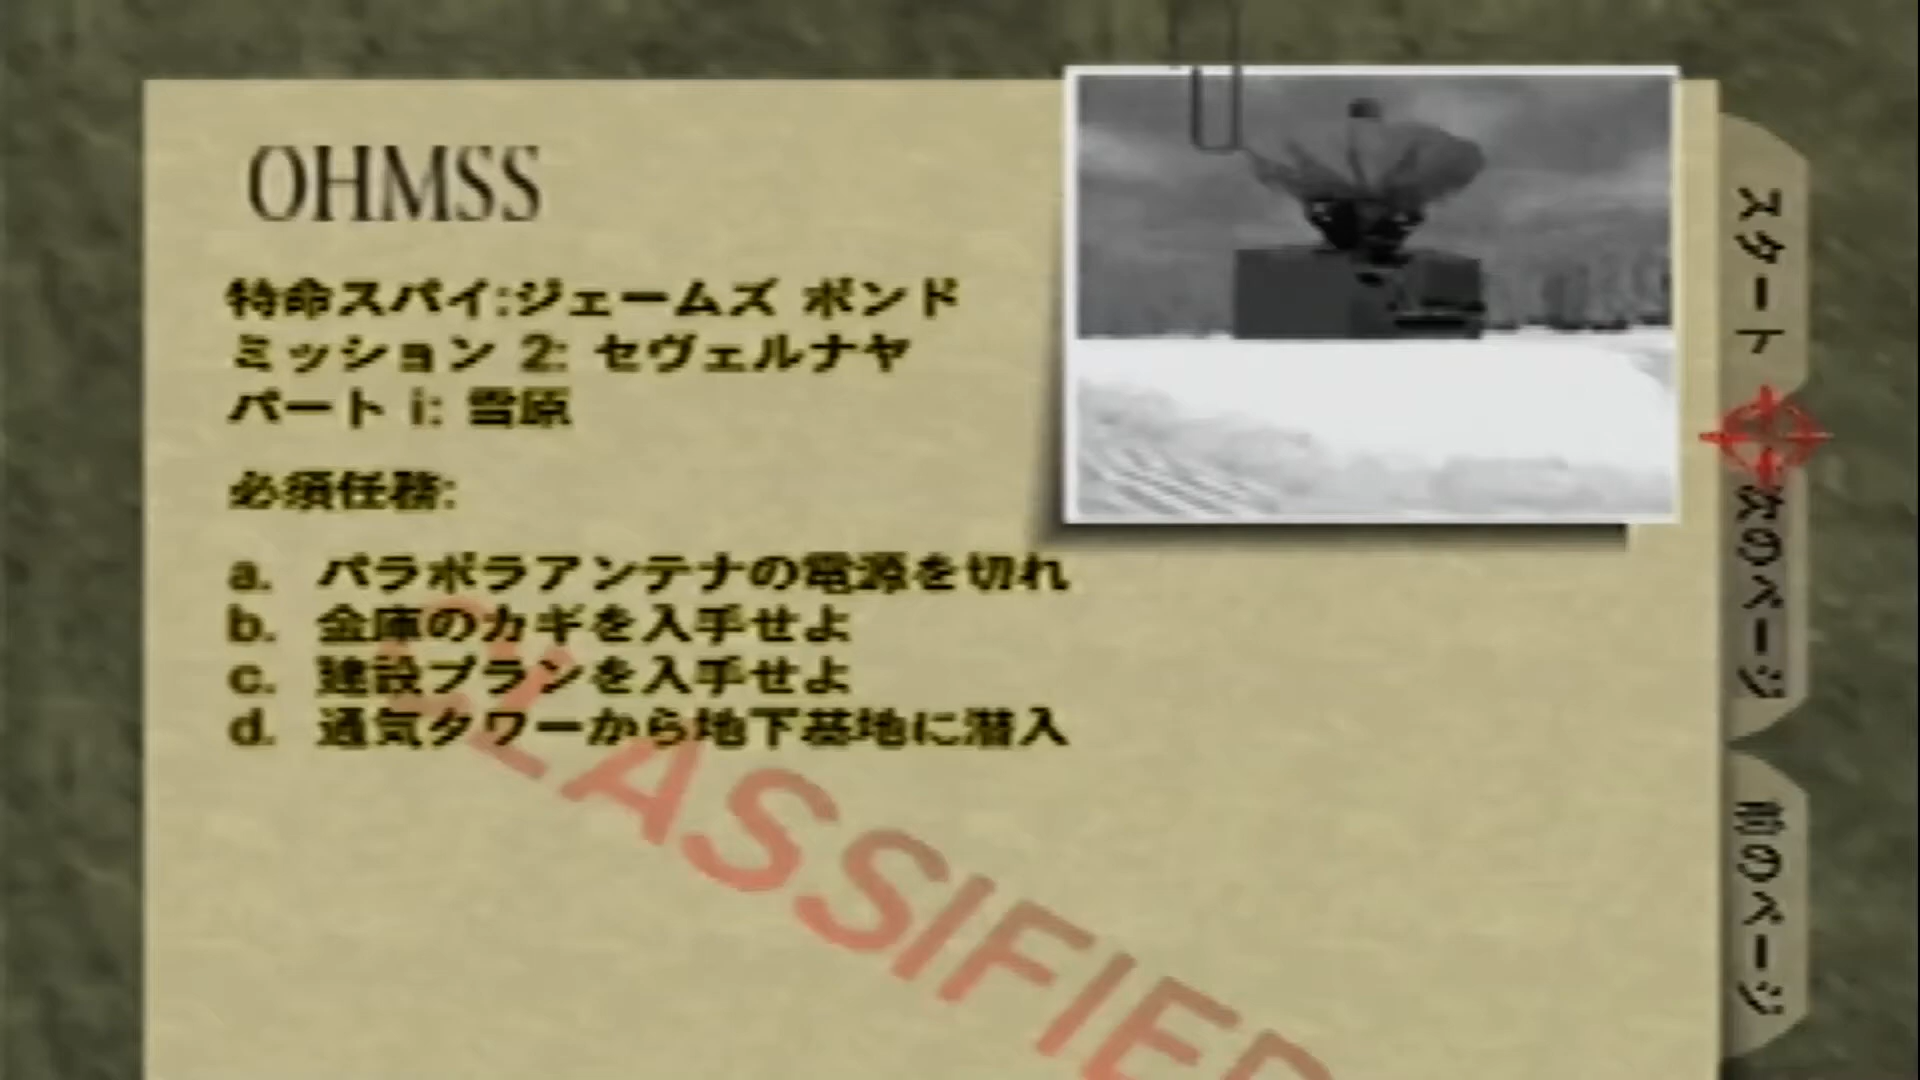 OHMSS
特命スパイ:ジェームズ ボンド
ミッション 2: セヴェルナヤ
パート i: 雪原
必須任務:
a. パラボラアンテナの電源を切れ
b. 金庫のカギを入手せよ
c. 建設プランを入手せよ
d. 通気タワーから地下基地に潜入
CLASSIFIED
スタート
次のページ
前のページ